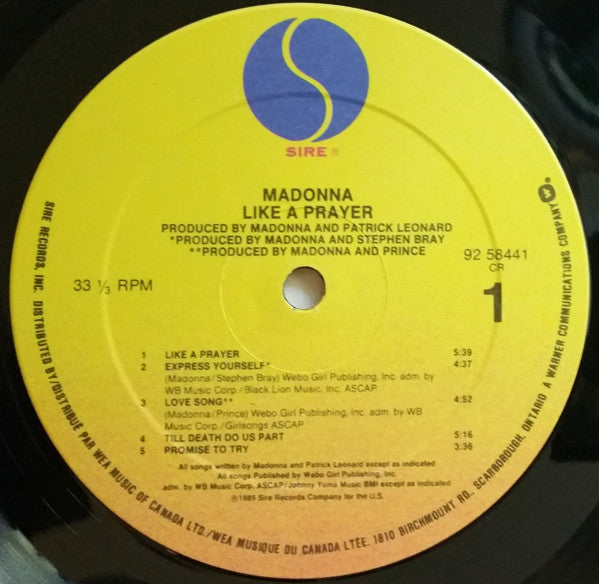 SIRE ®
MADONNA
LIKE A PRAYER
PRODUCED BY MADONNA AND PATRICK LEONARD
*PRODUCED BY MADONNA AND STEPHEN BRAY
**PRODUCED BY MADONNA AND PRINCE
92 58441
CR
33 ⅓ RPM
1
1 LIKE A PRAYER 5:39
2 EXPRESS YOURSELF* 4:37
(Madonna/Stephen Bray) Webo Girl Publishing, Inc. adm. by
WB Music Corp./Black Lion Music, Inc. ASCAP
3 LOVE SONG** 4:52
(Madonna/Prince) Webo Girl Publishing, Inc. adm. by WB
Music Corp./Girlsongs ASCAP
4 TILL DEATH DO US PART 5:16
5 PROMISE TO TRY 3:36
All songs written by Madonna and Patrick Leonard except as indicated
All songs Published by Webo Girl Publishing, Inc.
adm. by WB Music Corp. ASCAP/Johnny Yuma Music BMI except as indicated
℗1989 Sire Records Company for the U.S.
SIRE RECORDS, INC. DISTRIBUTED BY/DISTRIBUÉ PAR WEA MUSIC OF CANADA LTD./WEA MUSIQUE DU CANADA LTÉE. 1810 BIRCHMOUNT RD., SCARBOROUGH, ONTARIO A WARNER COMMUNICATIONS COMPANY